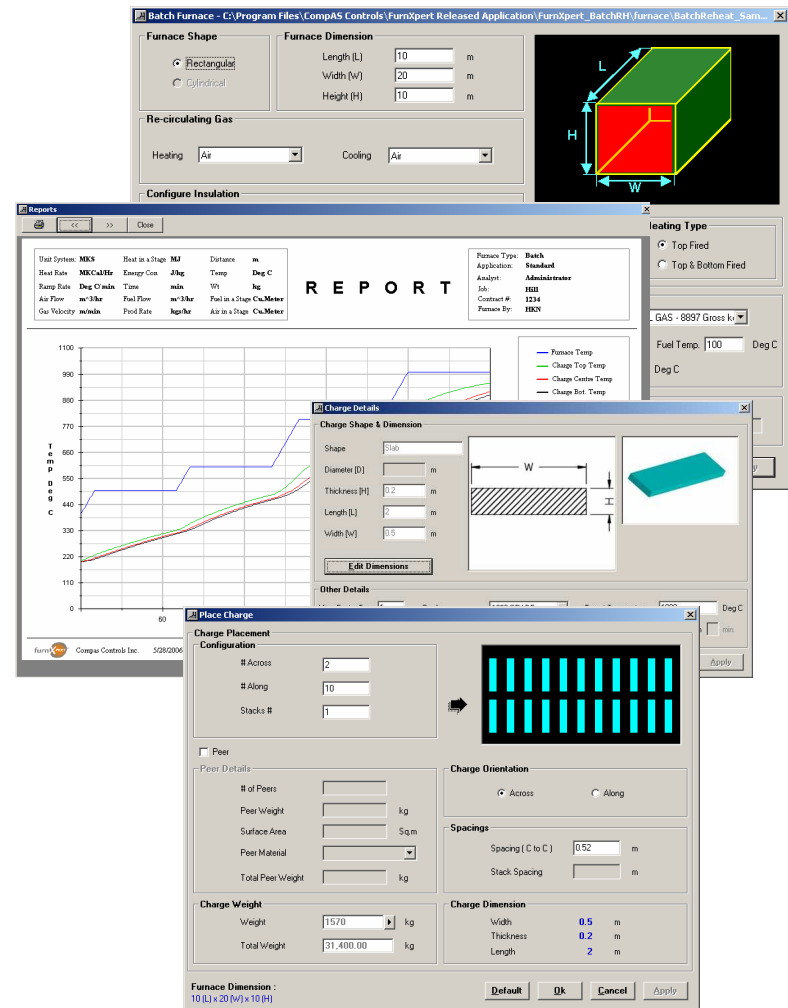 Batch Furnace - C:\Program Files\CompAS Controls\FurnXpert Released Application\FurnXpert_BatchRH\furnace\BatchReheat_Sam...
Furnace Shape
Rectangular
Cylindrical
Furnace Dimension
Length (L) 10 m
Width (W) 20 m
Height (H) 10 m
L
H
W
Re-circulating Gas
Heating Air
Cooling Air
Configure Insulation
Heating Type
Top Fired
Top & Bottom Fired
GAS - 8897 Gross
Fuel Temp. 100 Deg C
Deg C
Reports
<< >> Close
Unit System: MKS Heat in a Stage MJ Distance m
Heat Rate MKCal/Hr Energy Con J/kg Temp Deg C
Ramp Rate Deg C/min Time min Wt kg
Air Flow m^3/hr Fuel Flow m^3/hr Fuel in a Stage Cu.Meter
Gas Velocity m/min Prod Rate kgs/hr Air in a Stage Cu.Meter
REPORT
Furnace Type: Batch
Application: Standard
Analyst: Administrator
Job: Hill
Contract #: 1234
Furnace By: HKN
Furnace Temp
Charge Top Temp
Charge Centre Temp
Charge Bot. Temp
Temp Deg C
1100
990
880
770
660
550
440
330
220
110
0
60
furnXpert Compas Controls Inc. 5/28/2006
Charge Details
Charge Shape & Dimension
Shape Slab
Diameter [D] m
Thickness [H] 0.2 m
Length [L] 2 m
Width [W] 0.5 m
Edit Dimensions
W
H
Other Details
Deg C
min.
Apply
Place Charge
Charge Placement
Configuration
# Across 2
# Along 10
Stacks # 1
Peer
Peer Details
# of Peers
Peer Weight kg
Surface Area Sq.m
Peer Material
Total Peer Weight kg
Charge Orientation
Across
Along
Spacings
Spacing ( C to C ) 0.52 m
Stack Spacing m
Charge Weight
Weight 1570 kg
Total Weight 31,400.00 kg
Charge Dimension
Width 0.5 m
Thickness 0.2 m
Length 2 m
Furnace Dimension :
10 (L) x 20 (W) x 10 (H)
Default Ok Cancel Apply